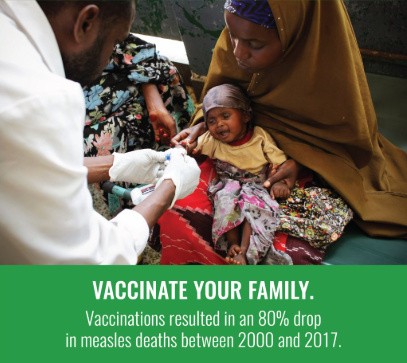 VACCINATE YOUR FAMILY.
Vaccinations resulted in an 80% drop
in measles deaths between 2000 and 2017.